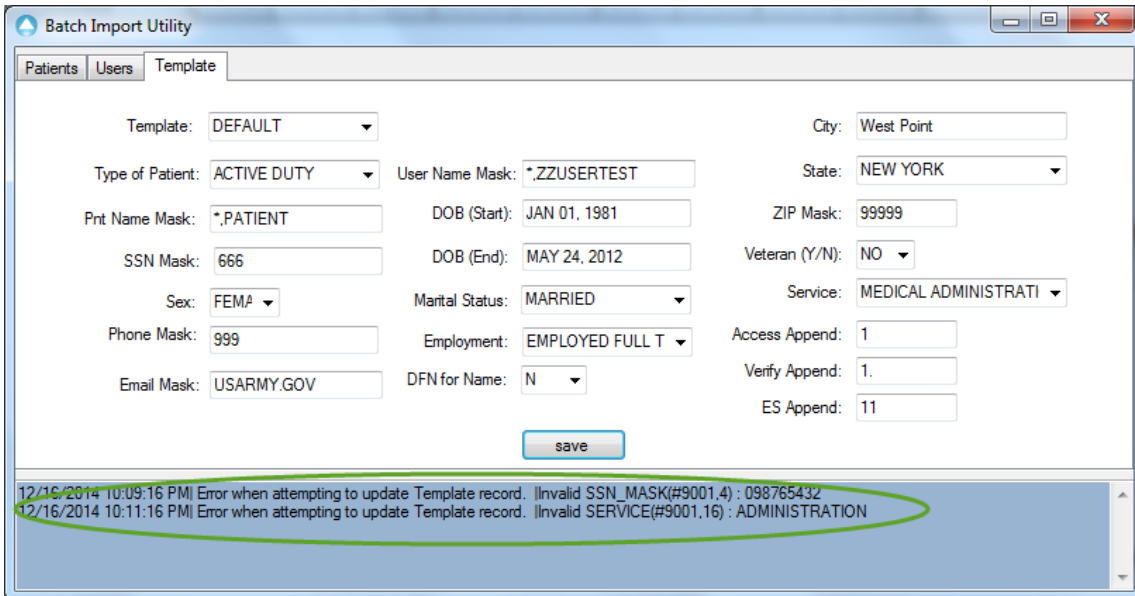 Batch Import Utility
Patients Users Template
Template: DEFAULT City: West Point
Type of Patient: ACTIVE DUTY User Name Mask: *,ZZUSERTEST State: NEW YORK
Pnt Name Mask: *,PATIENT DOB (Start): JAN 01, 1981 ZIP Mask: 99999
SSN Mask: 666 DOB (End): MAY 24, 2012 Veteran (Y/N): NO
Sex: FEMA Marital Status: MARRIED Service: MEDICAL ADMINISTRATI
Phone Mask: 999 Employment: EMPLOYED FULL T Access Append: 1
Email Mask: USARMY.GOV DFN for Name: N Verify Append: 1.
ES Append: 11
save
12/16/2014 10:09:16 PM| Error when attempting to update Template record. ||Invalid SSN_MASK(#9001,4) : 098765432
12/16/2014 10:11:16 PM| Error when attempting to update Template record. ||Invalid SERVICE(#9001,16) : ADMINISTRATION